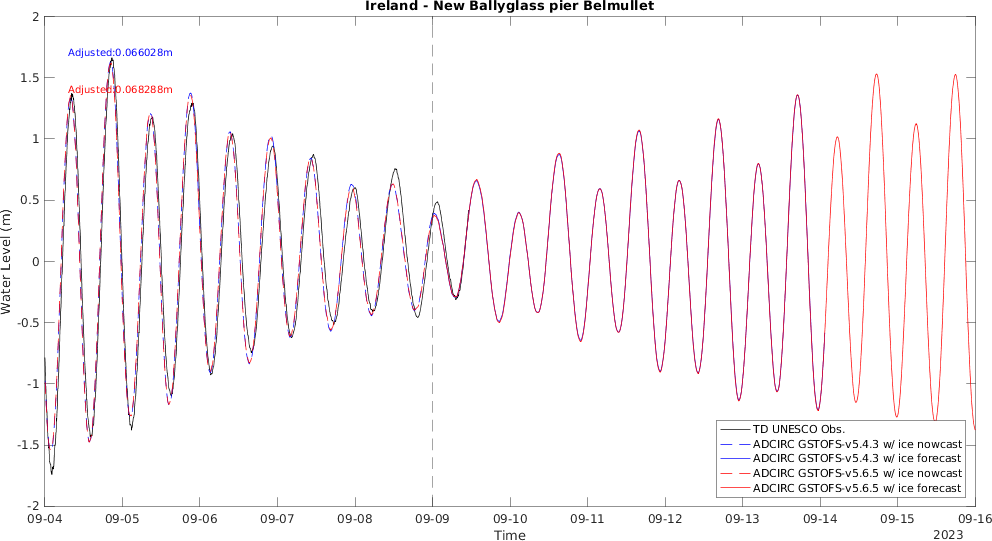 Ireland - New Ballyglass pier Belmullet
2
1.5
1
0.5
0
-0.5
-1
-1.5
-2
Water Level (m)
Adjusted:0.066028m
Adjusted:0.068288m
TD UNESCO Obs.
ADCIRC GSTOFS-v5.4.3 w/ ice nowcast
ADCIRC GSTOFS-v5.4.3 w/ ice forecast
ADCIRC GSTOFS-v5.6.5 w/ ice nowcast
ADCIRC GSTOFS-v5.6.5 w/ ice forecast
09-04 09-05 09-06 09-07 09-08 09-09 09-10 09-11 09-12 09-13 09-14 09-15 09-16
Time
2023